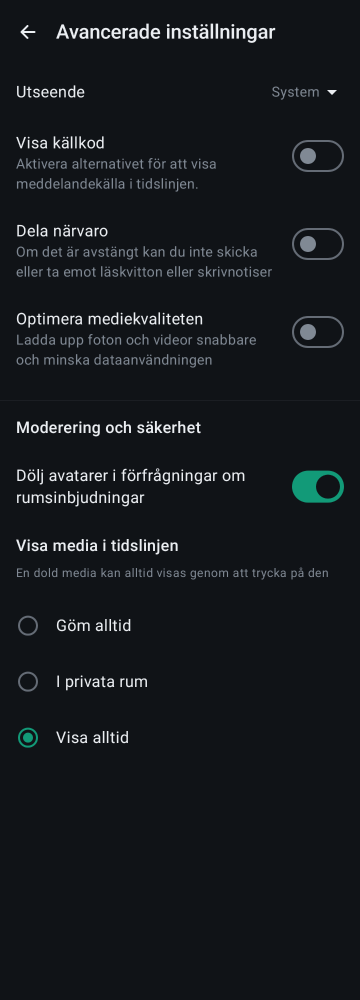 Avancerade inställningar
Utseende
System
Visa källkod
Aktivera alternativet för att visa
meddelandekälla i tidslinjen.
Dela närvaro
Om det är avstängt kan du inte skicka
eller ta emot läskvitton eller skrivnotiser
Optimera mediekvaliteten
Ladda upp foton och videor snabbare
och minska dataanvändningen
Moderering och säkerhet
Dölj avatarer i förfrågningar om
rumsinbjudningar
Visa media i tidslinjen
En dold media kan alltid visas genom att trycka på den
Göm alltid
I privata rum
Visa alltid